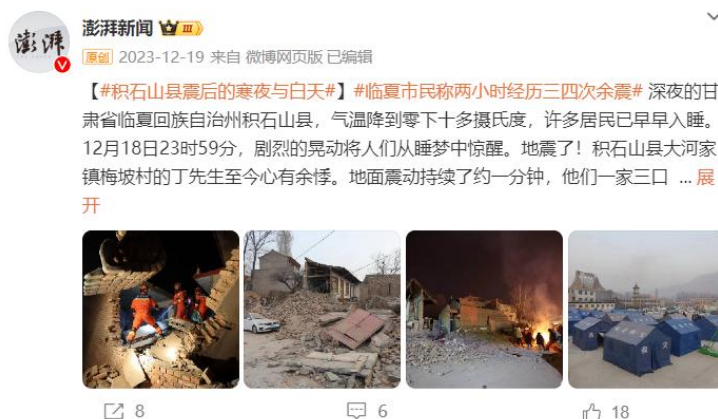 澎湃
澎湃新闻 III
V
原创 2023-12-19 来自 微博网页版 已编辑
【#积石山县震后的寒夜与白天#】#临夏市民称两小时经历三四次余震# 深夜的甘
肃省临夏回族自治州积石山县，气温降到零下十多摄氏度，许多居民已早早入睡。
12月18日23时59分，剧烈的晃动将人们从睡梦中惊醒。地震了！积石山县大河家
镇梅坡村的丁先生至今心有余悸。地面震动持续了约一分钟，他们一家三口 ... 展
开
救灾
8 6 18